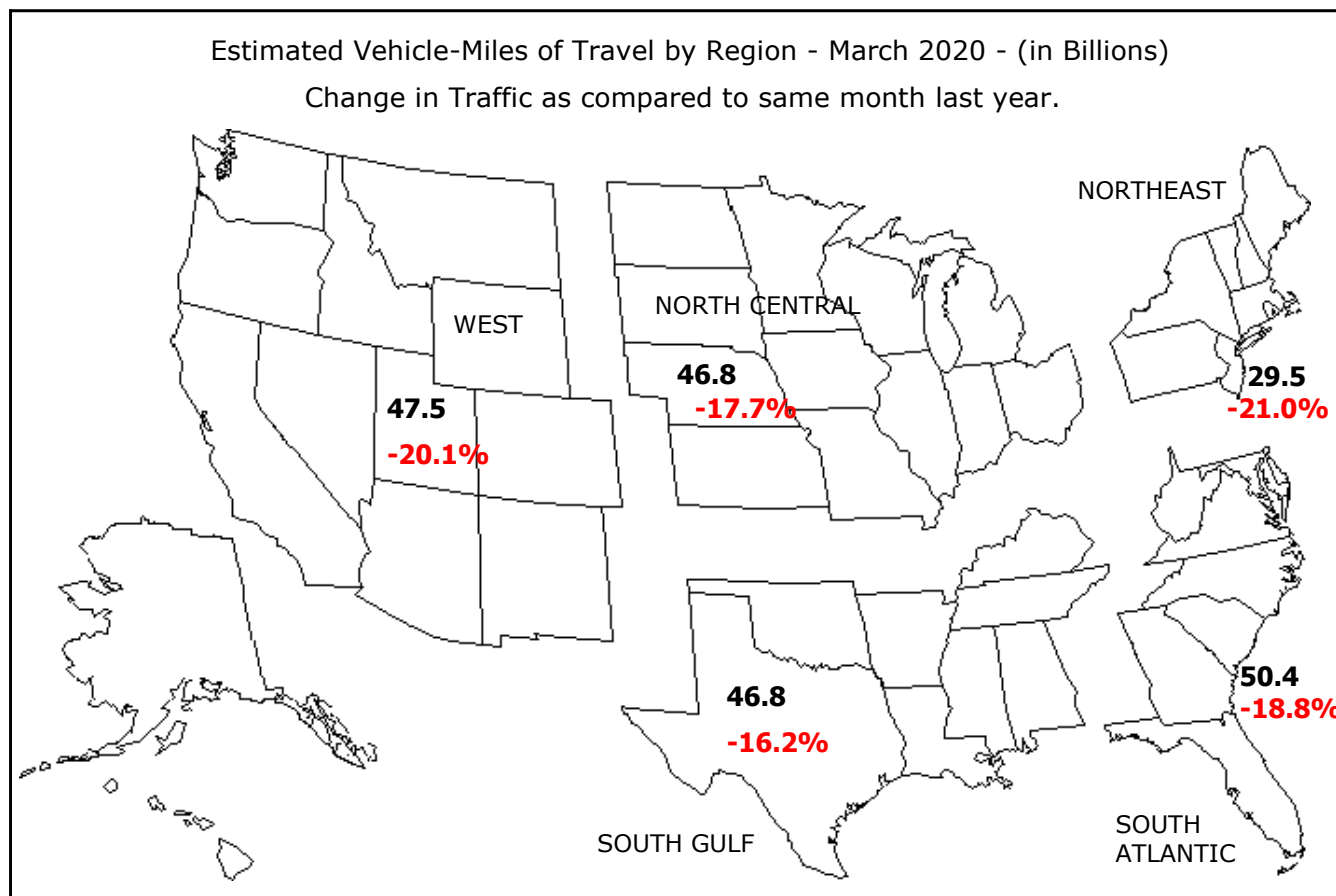 Estimated Vehicle-Miles of Travel by Region - March 2020 - (in Billions)
Change in Traffic as compared to same month last year.
NORTHEAST
29.5
-21.0%
NORTH CENTRAL
46.8
-17.7%
WEST
47.5
-20.1%
46.8
-16.2%
SOUTH GULF
50.4
-18.8%
SOUTH
ATLANTIC